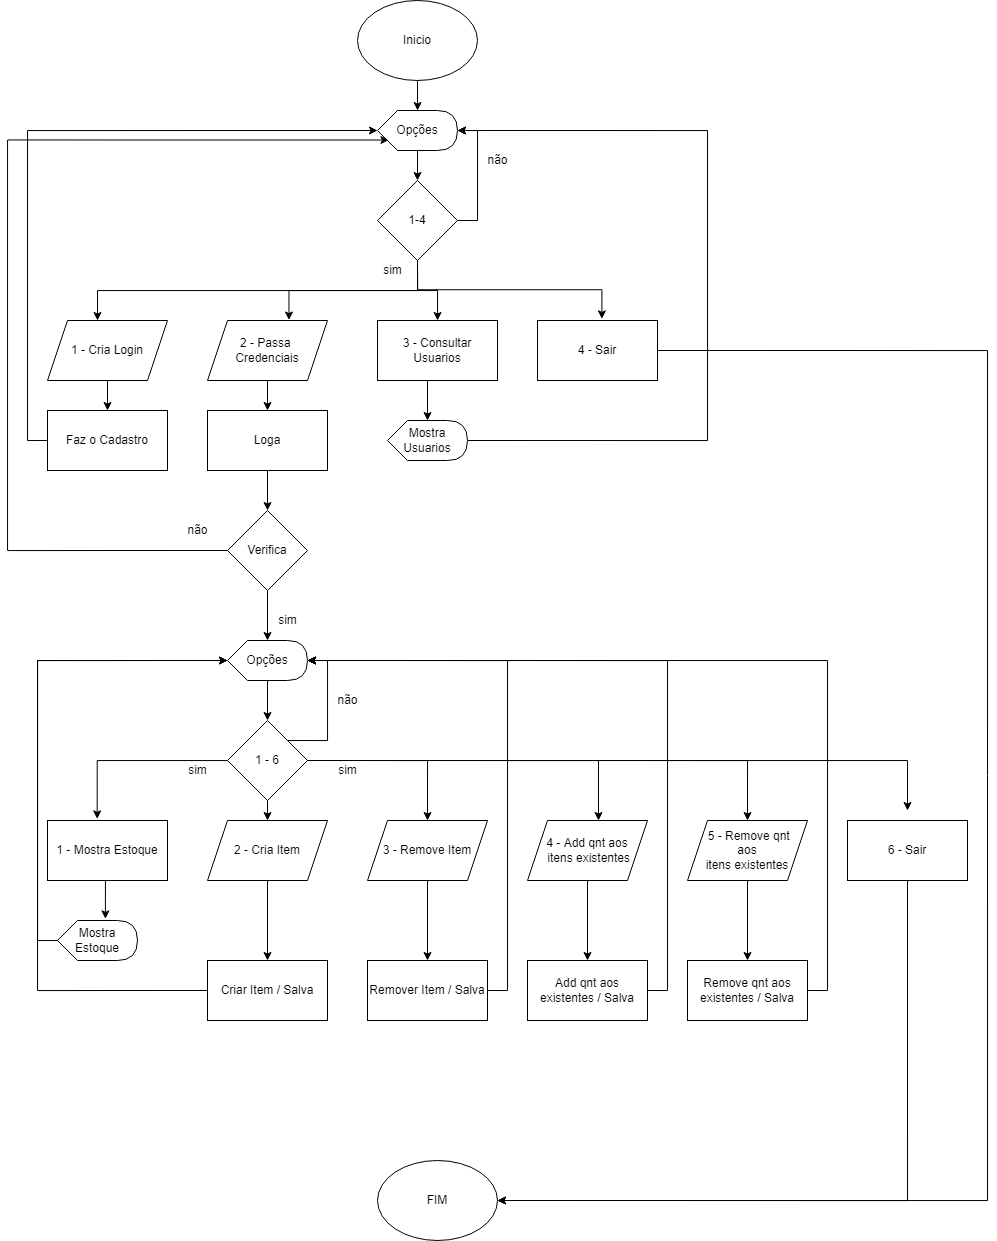 Inicio
Opções
não
1-4
sim
1 - Cria Login
2 - Passa
Credenciais
3 - Consultar
Usuarios
4 - Sair
Faz o Cadastro
Loga
Mostra
Usuarios
não
Verifica
sim
Opções
não
1 - 6
sim
sim
1 - Mostra Estoque
2 - Cria Item
3 - Remove Item
4 - Add qnt aos
itens existentes
5 - Remove qnt
aos
itens existentes
6 - Sair
Mostra
Estoque
Criar Item / Salva
Remover Item / Salva
Add qnt aos
existentes / Salva
Remove qnt aos
existentes / Salva
FIM